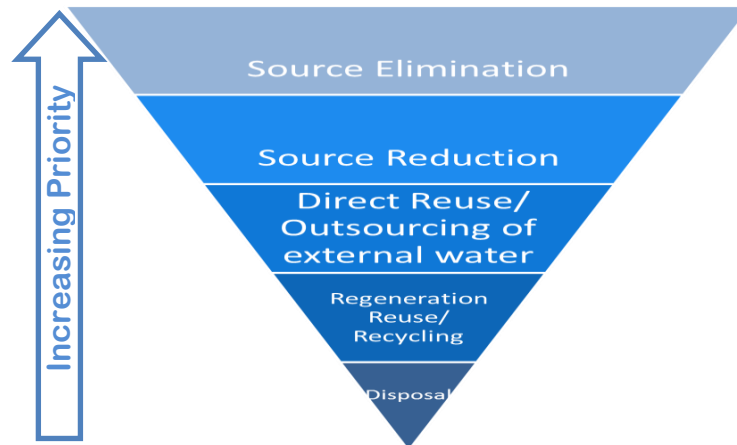 Increasing Priority
Source Elimination
Source Reduction
Direct Reuse/
Outsourcing of
external water
Regeneration
Reuse/
Recycling
Disposal